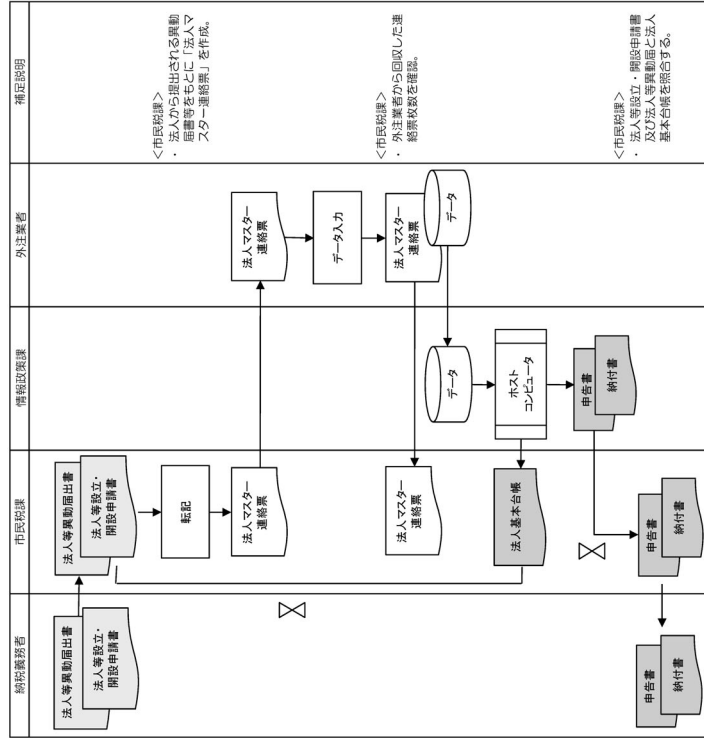 納税義務者
市民税課
情報政策課
外注業者
補足説明
法人等異動届出書
法人等設立・
開設申請書
法人等異動届出書
法人等設立・
開設申請書
転記
法人マスター
連絡票
法人マスター
連絡票
データ入力
法人マスター
連絡票
データ
法人マスター
連絡票
データ
ホスト
コンピュータ
法人基本台帳
申告書
納付書
申告書
納付書
申告書
納付書
<市民税課>
・ 法人から提出される異動
届書等をもとに「法人マ
スター連絡票」を作成。
<市民税課>
・ 外注業者から回収した連
絡票枚数を確認。
<市民税課>
・ 法人等設立・開設申請書
及び法人等異動届と法人
基本台帳を照合する。